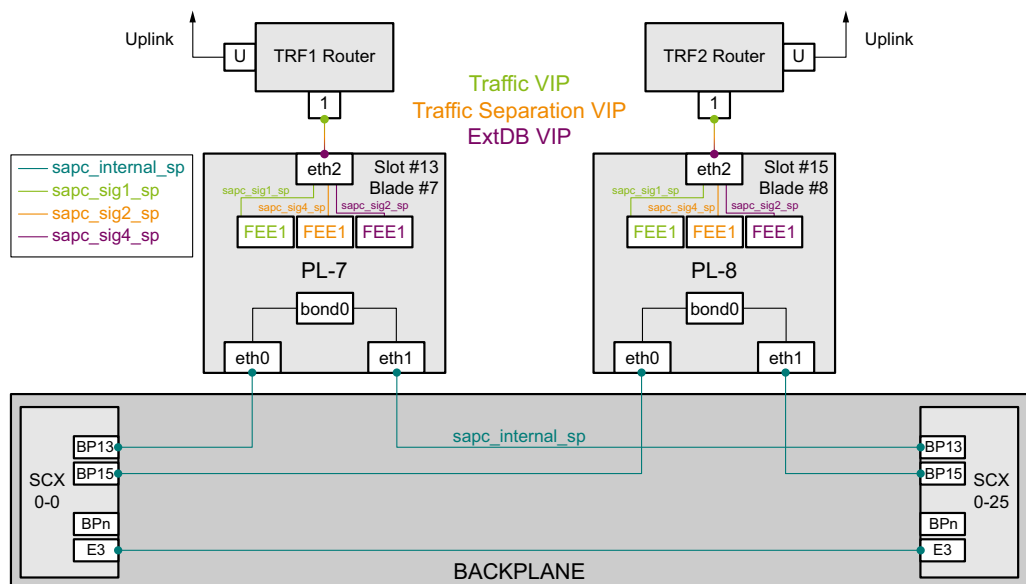 Uplink
U
TRF1 Router
1
TRF2 Router
U
Uplink
1
Traffic VIP
Traffic Separation VIP
ExtDB VIP
sapc_internal_sp
sapc_sig1_sp
sapc_sig2_sp
sapc_sig4_sp
eth2
Slot #13
Blade #7
sapc_sig1_sp
sapc_sig4_sp
sapc_sig2_sp
FEE1
FEE1
FEE1
PL-7
bond0
eth0
eth1
eth2
Slot #15
Blade #8
sapc_sig1_sp
sapc_sig4_sp
sapc_sig2_sp
FEE1
FEE1
FEE1
PL-8
bond0
eth0
eth1
SCX
0-0
BP13
BP15
BPn
E3
sapc_internal_sp
BP13
BP15
BPn
E3
SCX
0-25
BACKPLANE